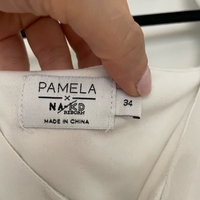 PAMELA
×
NA-KD
REBORN
MADE IN CHINA
34